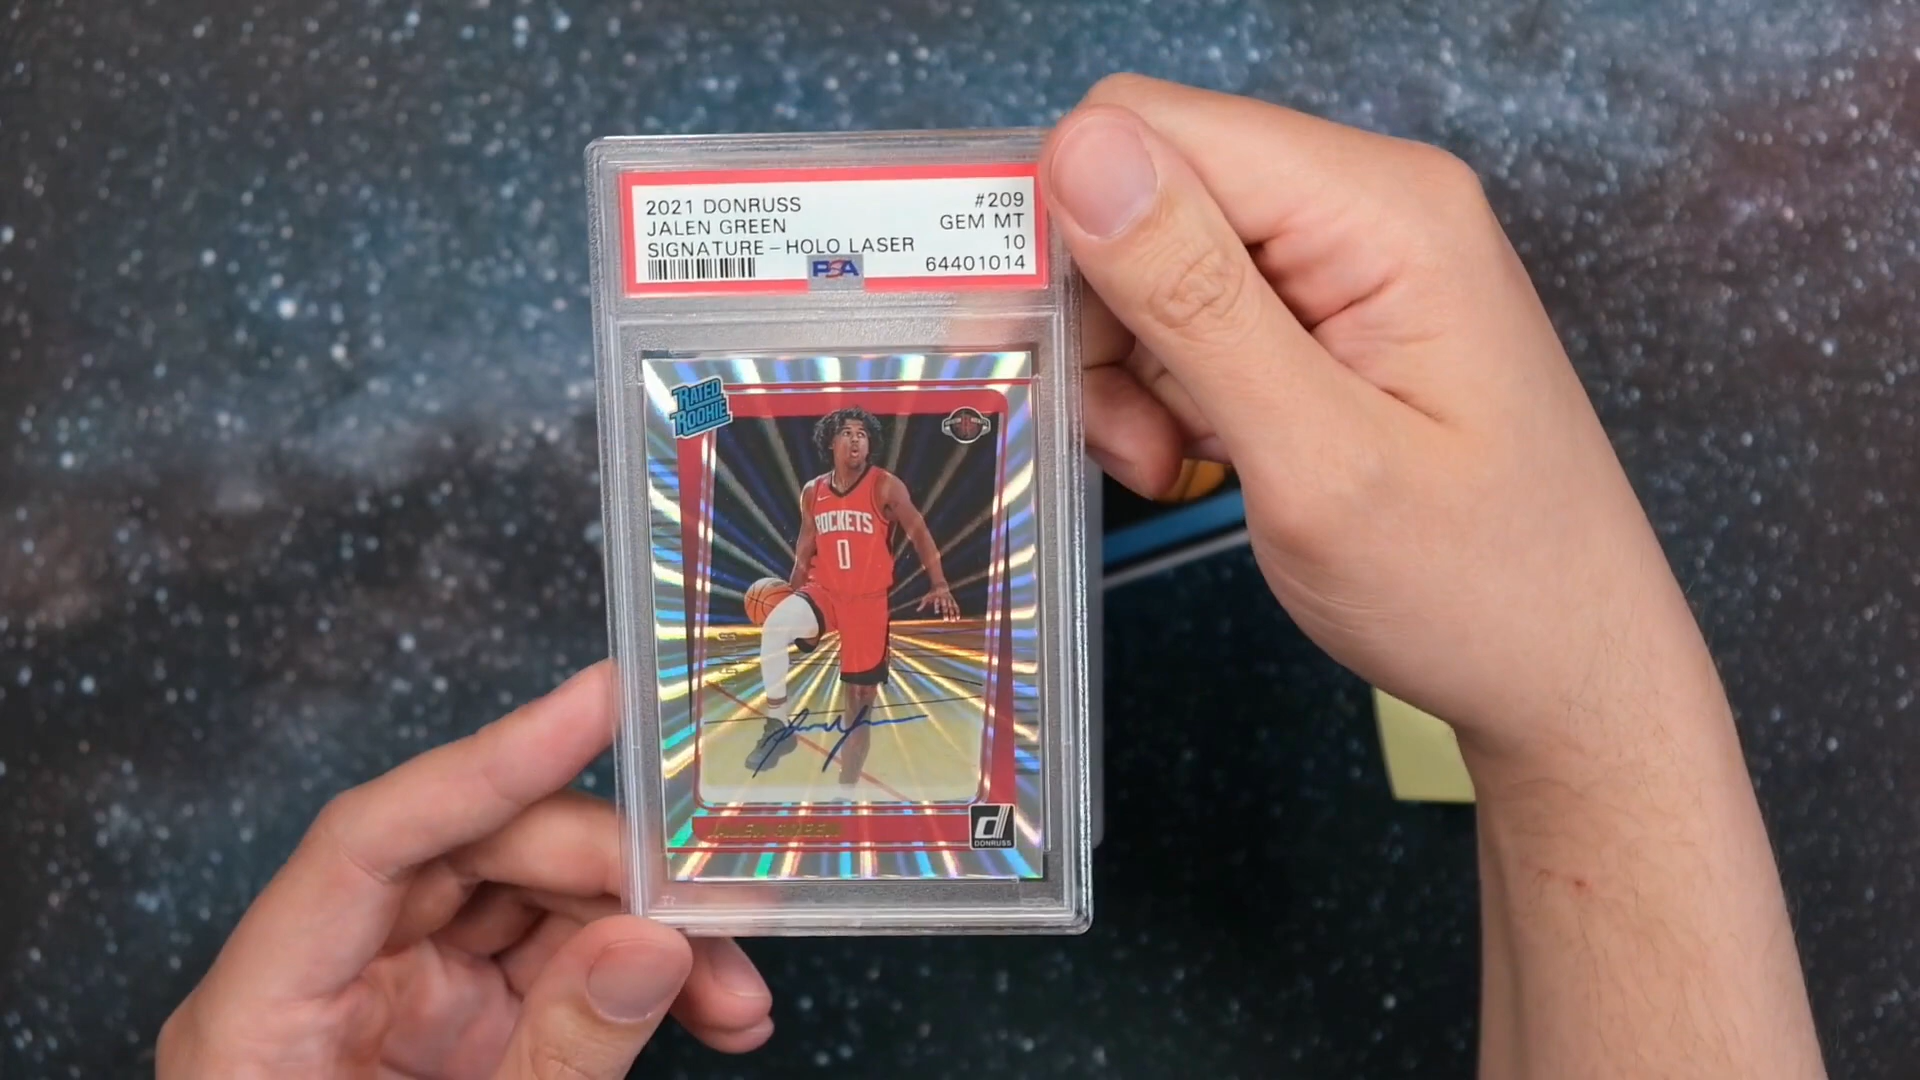 2021 DONRUSS #209
JALEN GREEN GEM MT
SIGNATURE - HOLO LASER 10
PSA 64401014
RATED
ROOKIE
ROCKETS
0
JALEN GREEN
DONRUSS